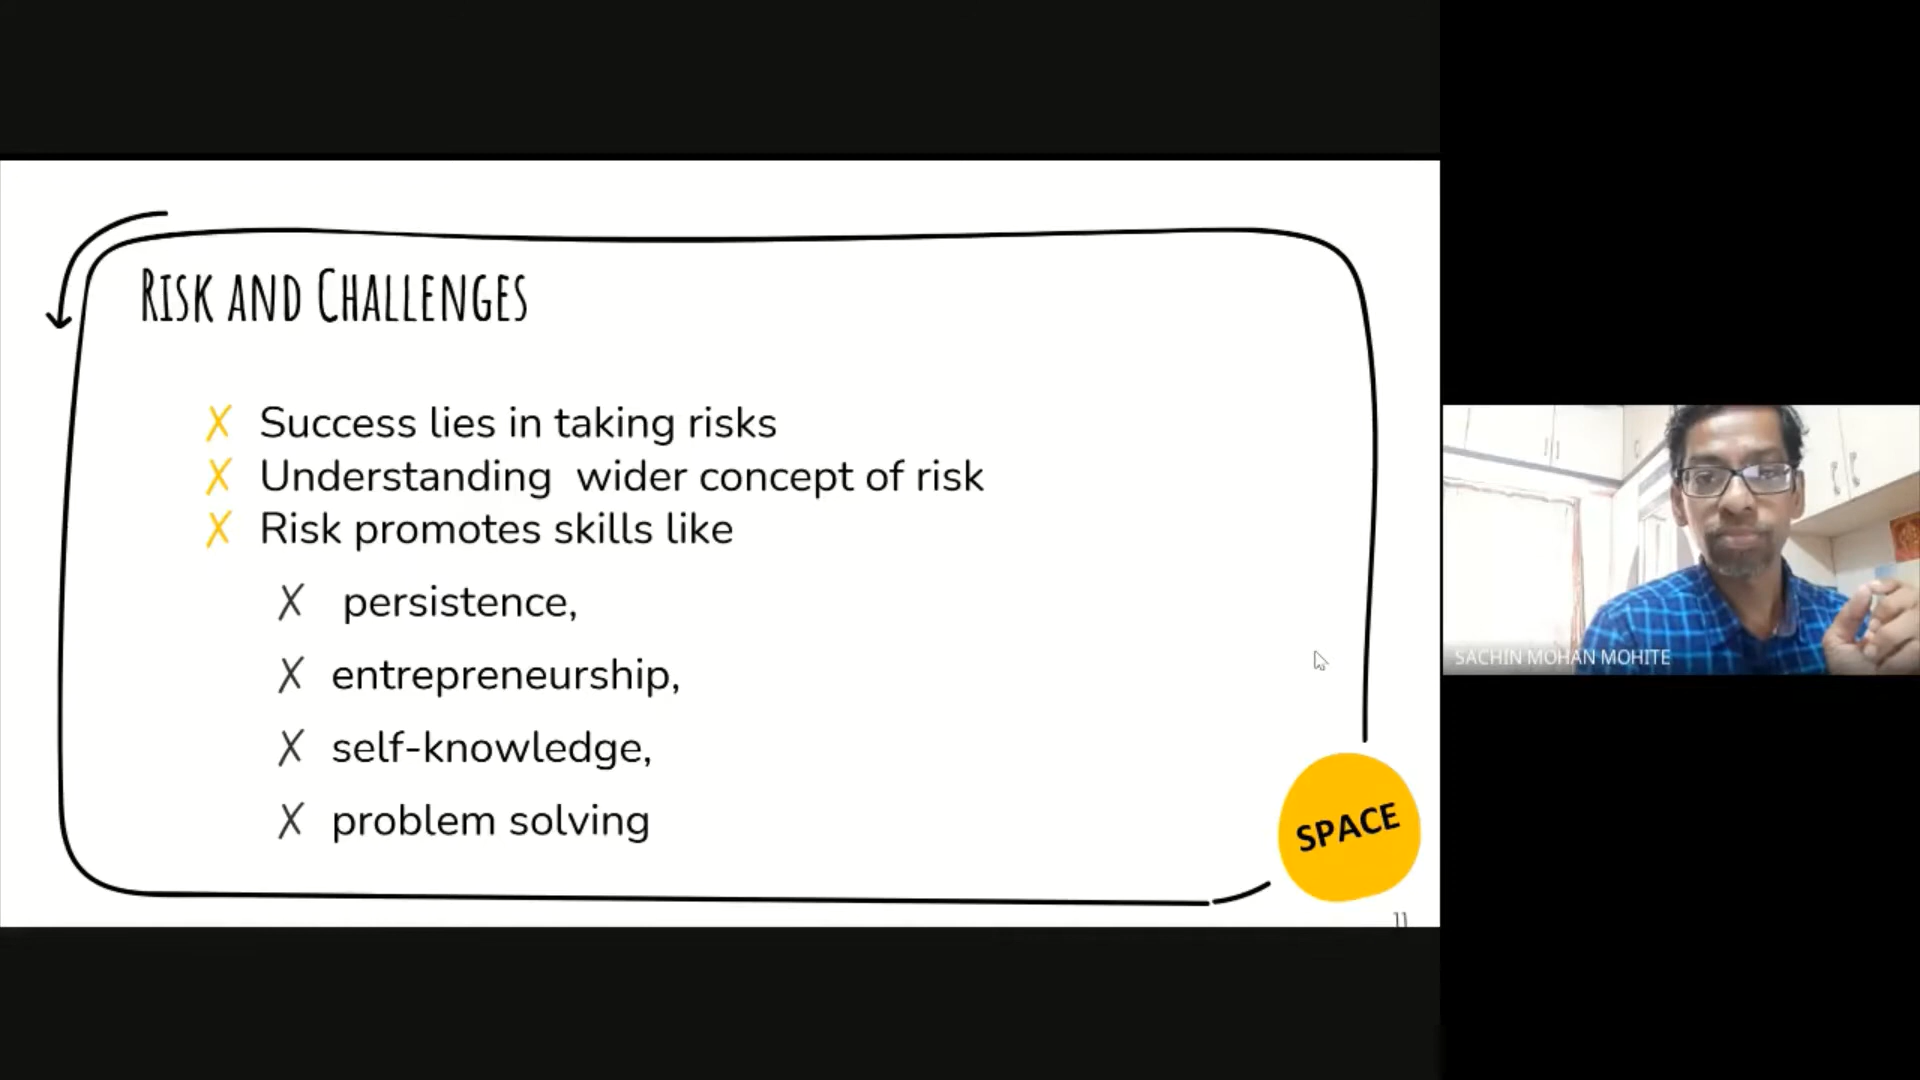 RISK AND CHALLENGES
Success lies in taking risks
Understanding  wider concept of risk
Risk promotes skills like
persistence,
entrepreneurship,
self-knowledge,
problem solving
SPACE
11
SACHIN MOHAN MOHITE